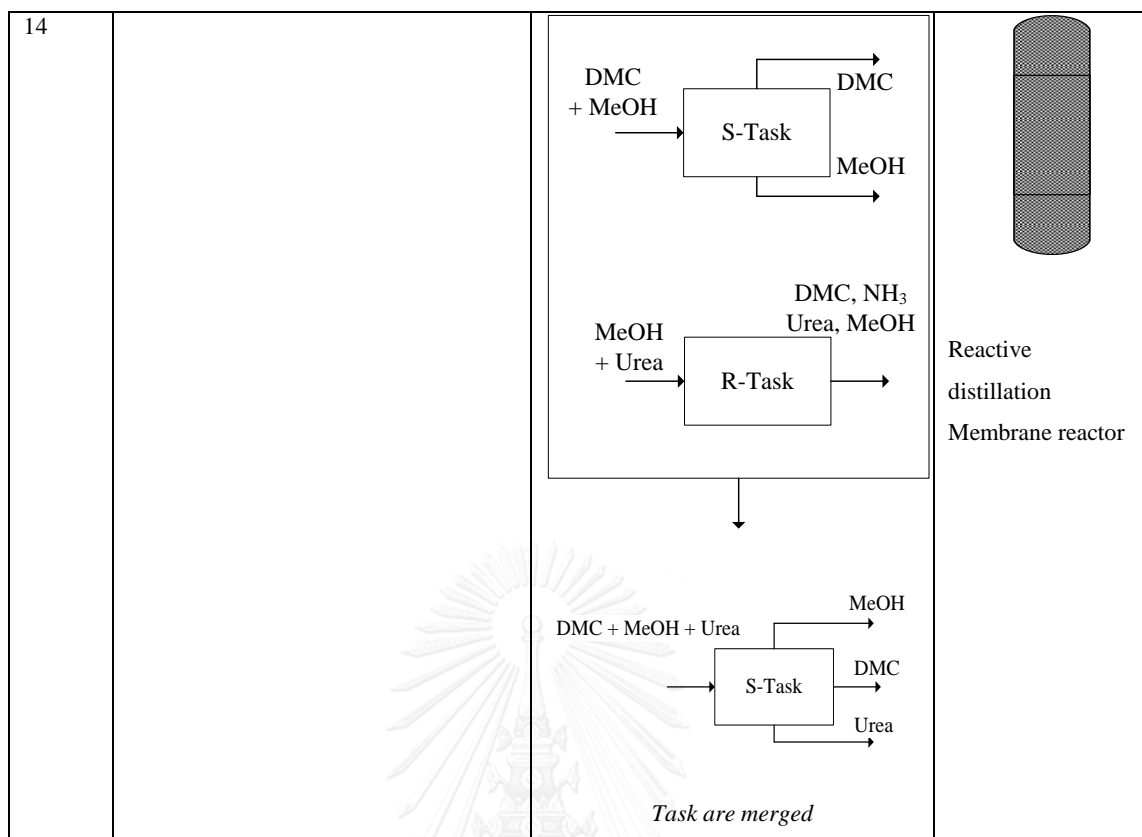 14
DMC
+ MeOH
S-Task
DMC
MeOH
DMC, NH₃
Urea, MeOH
MeOH
+ Urea
R-Task
DMC + MeOH + Urea
S-Task
MeOH
DMC
Urea
Task are merged
Reactive
distillation
Membrane reactor